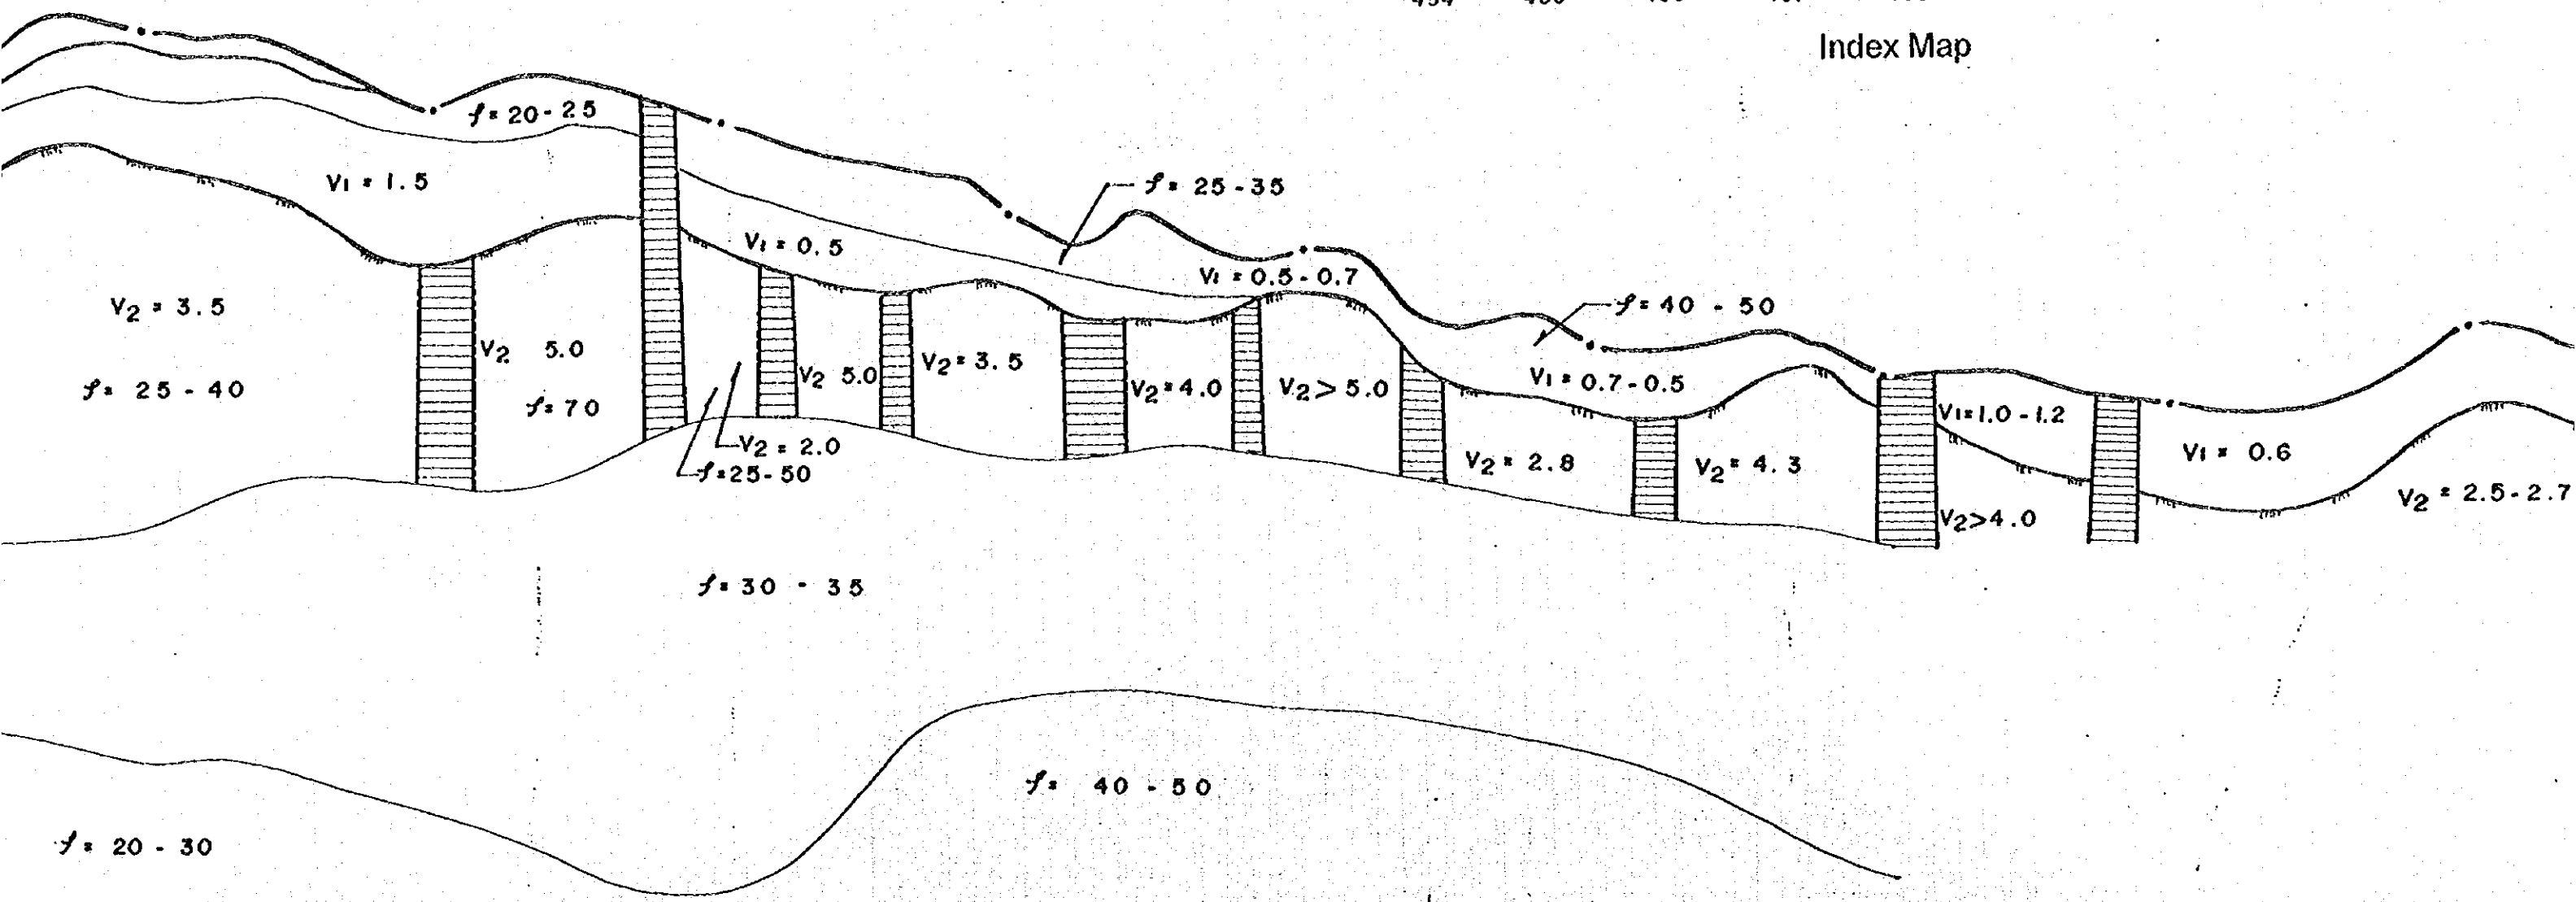 Index Map
f = 20 - 25
V1 = 1.5
f = 25 - 35
V1 = 0.5
V1 = 0.5 - 0.7
V2 = 3.5
f = 40 - 50
V2 5.0
V2 5.0
V2 = 3.5
V2 = 4.0
V2 > 5.0
V1 = 0.7 - 0.5
f = 25 - 40
f = 70
V1 = 1.0 - 1.2
V2 = 2.0
f = 25 - 50
V2 = 2.8
V2 = 4.3
V1 = 0.6
V2 = 2.5 - 2.7
V2 > 4.0
f = 30 - 35
f = 40 - 50
f = 20 - 30